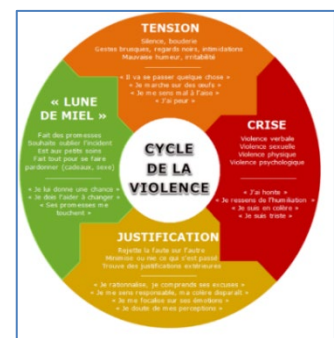 TENSION
Silence, bouderie
Gestes brusques, regards noirs, intimidations
Mauvaise humeur, irritabilité
« Il va se passer quelque chose »
« Je marche sur des œufs »
« Je me sens mal à l'aise »
« J'ai peur »
CRISE
Violence verbale
Violence sexuelle
Violence physique
Violence psychologique
« J'ai honte »
« Je ressens de l'humiliation »
« Je suis en colère »
« Je suis triste »
JUSTIFICATION
Rejette la faute sur l'autre
Minimise ou nie ce qui s'est passé
Trouve des justifications extérieures
« Je rationnalise, je comprends ses excuses »
« Je me sens responsable, ma colère disparaît »
« Je me focalise sur ses émotions »
« Je doute de mes perceptions »
« LUNE
DE MIEL »
Fait des promesses
Souhaite oublier l'incident
Est aux petits soins
Fait tout pour se faire
pardonner (cadeaux, sexe)
« Je lui donne une chance »
« Je dois l'aider à changer »
« Ses promesses me
touchent »
CYCLE
DE LA
VIOLENCE